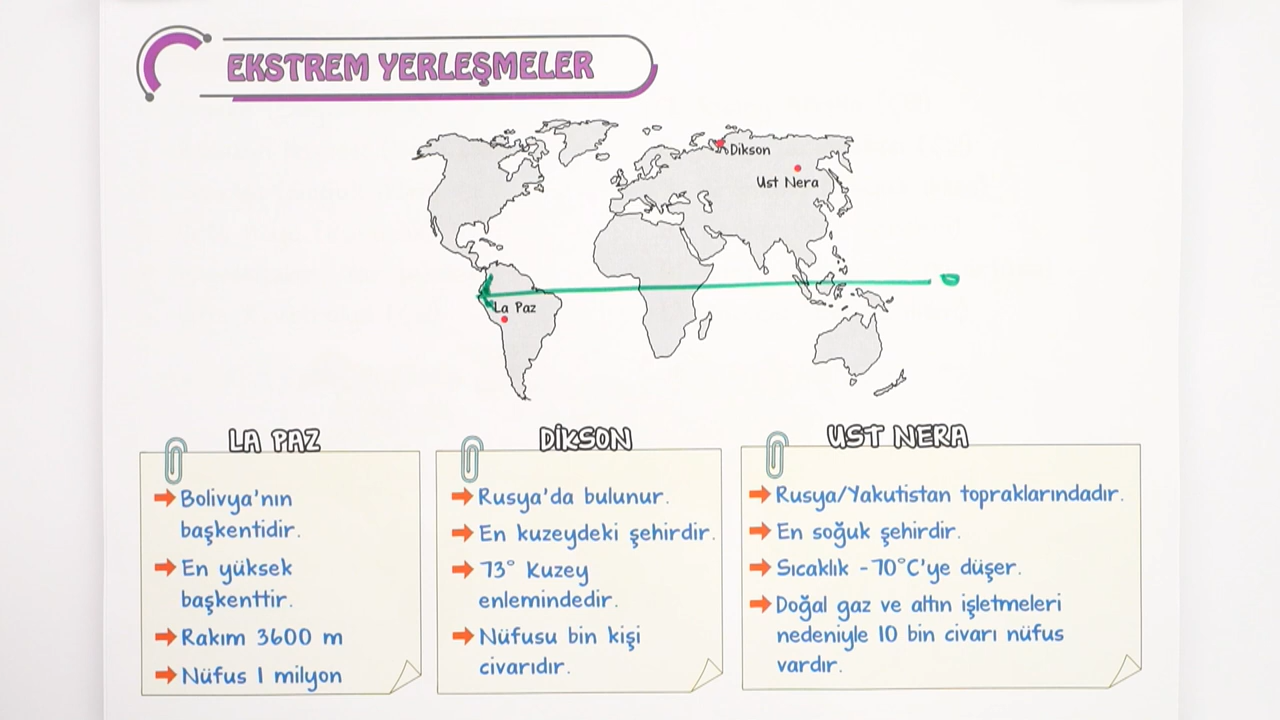 EKSTREM YERLEŞMELER
Dikson
Ust Nera
0
La Paz
LA PAZ
Bolivya'nın
başkentidir.
En yüksek
başkenttir.
Rakım 3600 m
Nüfus 1 milyon
DİKSON
Rusya'da bulunur.
En kuzeydeki şehirdir.
73° Kuzey
enlemindedir.
Nüfusu bin kişi
civarıdır.
UST NERA
Rusya/Yakutistan topraklarındadır.
En soğuk şehirdir.
Sıcaklık -70°C'ye düşer.
Doğal gaz ve altın işletmeleri
nedeniyle 10 bin civarı nüfus
vardır.